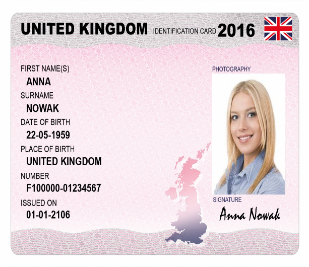 UNITED KINGDOM IDENTIFICATION CARD 2016
FIRST NAME(S)
ANNA
SURNAME
NOWAK
DATE OF BIRTH
22-05-1959
PLACE OF BIRTH
UNITED KINGDOM
NUMBER
F100000-01234567
ISSUED ON
01-01-2106
PHOTOGRAPHY
SIGNATURE
Anna Nowak